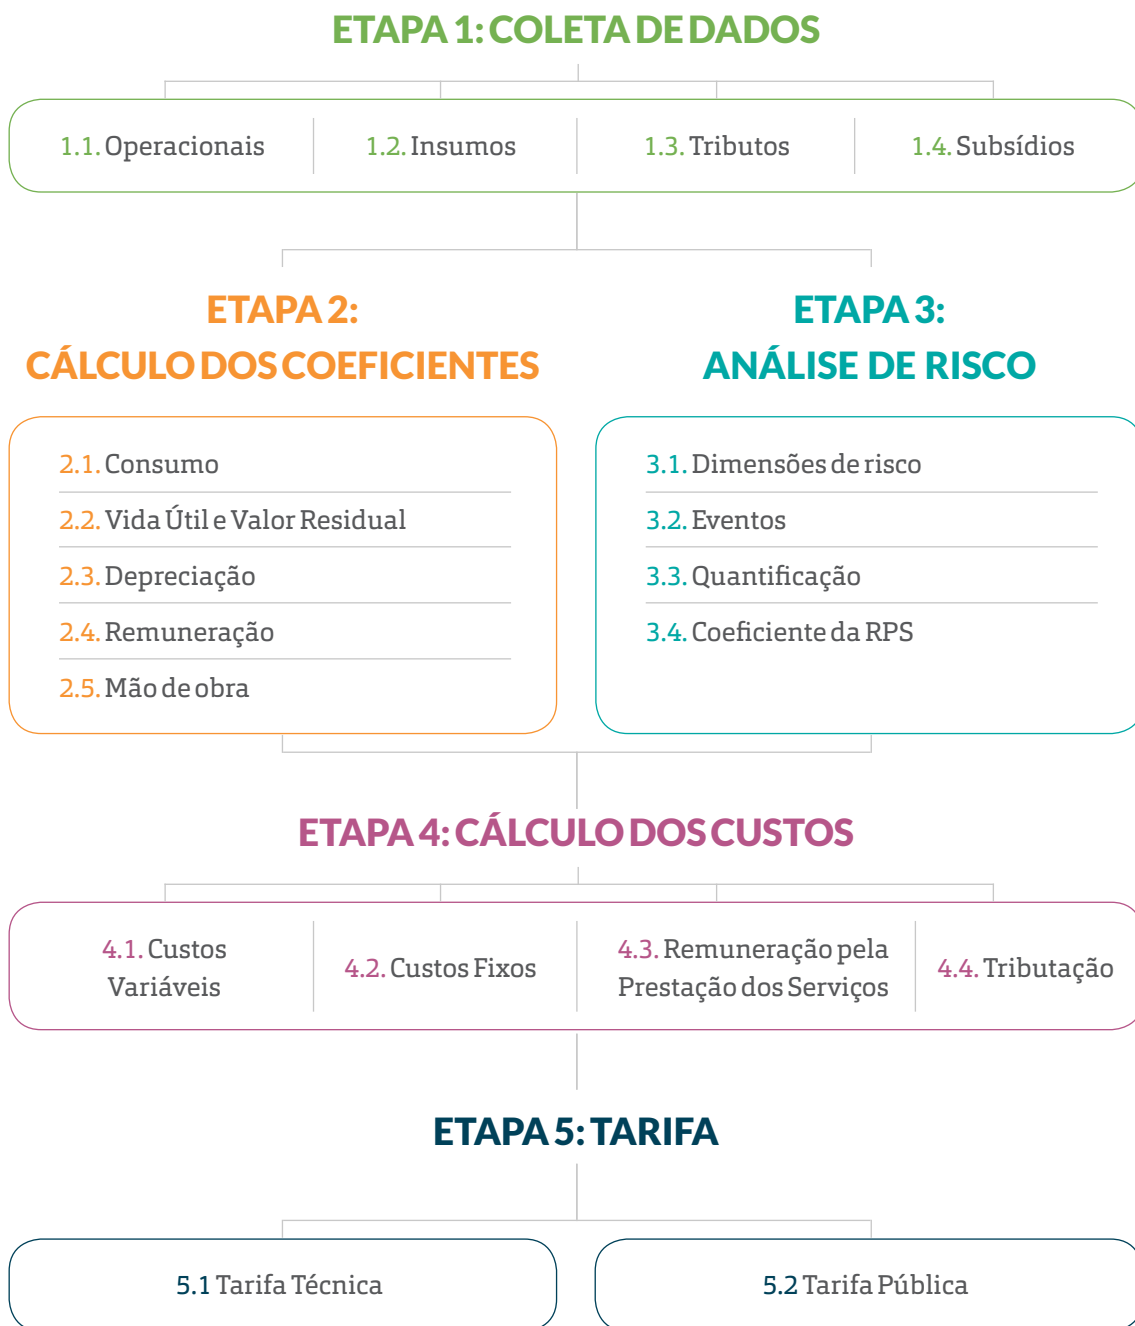 ETAPA 1: COLETA DE DADOS
1.1. Operacionais
1.2. Insumos
1.3. Tributos
1.4. Subsídios
ETAPA 2:
CÁLCULO DOS COEFICIENTES
2.1. Consumo
2.2. Vida Útil e Valor Residual
2.3. Depreciação
2.4. Remuneração
2.5. Mão de obra
ETAPA 3:
ANÁLISE DE RISCO
3.1. Dimensões de risco
3.2. Eventos
3.3. Quantificação
3.4. Coeficiente da RPS
ETAPA 4: CÁLCULO DOS CUSTOS
4.1. Custos
Variáveis
4.2. Custos Fixos
4.3. Remuneração pela
Prestação dos Serviços
4.4. Tributação
ETAPA 5: TARIFA
5.1 Tarifa Técnica
5.2 Tarifa Pública